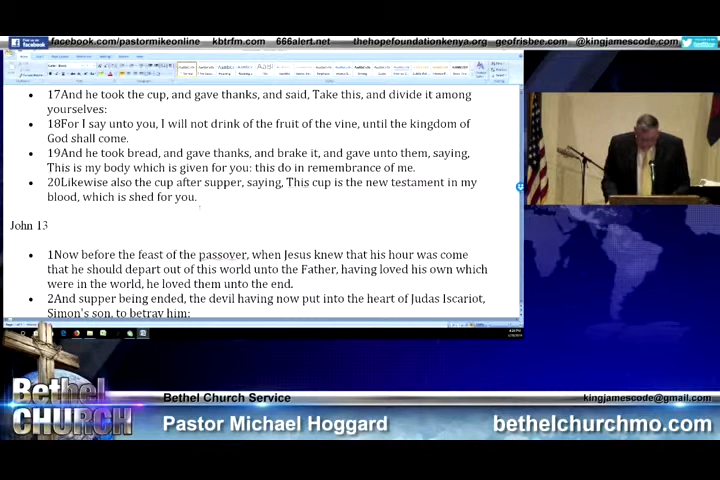 Find us on facebook facebook.com/pastormikeonline kbtrfm.com 666alert.net thehopefoundationkenya.org geofrisbee.com @kingjamescode.com
17And he took the cup, and gave thanks, and said, Take this, and divide it among
yourselves:
18For I say unto you, I will not drink of the fruit of the vine, until the kingdom of
God shall come.
19And he took bread, and gave thanks, and brake it, and gave unto them, saying,
This is my body which is given for you: this do in remembrance of me.
20Likewise also the cup after supper, saying, This cup is the new testament in my
blood, which is shed for you.
John 13
1Now before the feast of the passover, when Jesus knew that his hour was come
that he should depart out of this world unto the Father, having loved his own which
were in the world, he loved them unto the end.
2And supper being ended, the devil having now put into the heart of Judas Iscariot,
Simon's son, to betray him;
Bethel
CHURCH
Bethel Church Service kingjamescode@gmail.com
Pastor Michael Hoggard bethelchurchmo.com